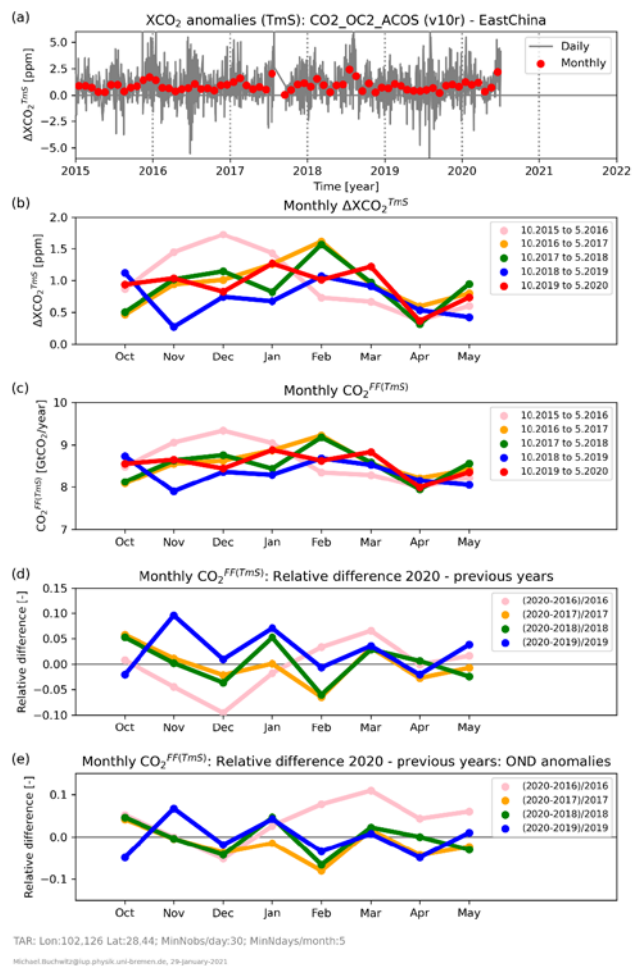 (a) XCO₂ anomalies (TmS): CO2_OC2_ACOS (v10r) - EastChina
ΔXCO₂^TmS [ppm]
5.0
2.5
0.0
−2.5
−5.0
Daily
Monthly
2015 2016 2017 2018 2019 2020 2021 2022
Time [year]
(b) Monthly ΔXCO₂^TmS
ΔXCO₂^TmS [ppm]
2.0
1.5
1.0
0.5
0.0
10.2015 to 5.2016
10.2016 to 5.2017
10.2017 to 5.2018
10.2018 to 5.2019
10.2019 to 5.2020
Oct Nov Dec Jan Feb Mar Apr May
(c) Monthly CO₂^FF(TmS)
CO₂^FF(TmS) [GtCO₂/year]
10
9
8
7
10.2015 to 5.2016
10.2016 to 5.2017
10.2017 to 5.2018
10.2018 to 5.2019
10.2019 to 5.2020
Oct Nov Dec Jan Feb Mar Apr May
(d) Monthly CO₂^FF(TmS): Relative difference 2020 - previous years
Relative difference [-]
0.15
0.10
0.05
0.00
−0.05
−0.10
(2020-2016)/2016
(2020-2017)/2017
(2020-2018)/2018
(2020-2019)/2019
Oct Nov Dec Jan Feb Mar Apr May
(e) Monthly CO₂^FF(TmS): Relative difference 2020 - previous years: OND anomalies
Relative difference [-]
0.1
0.0
−0.1
(2020-2016)/2016
(2020-2017)/2017
(2020-2018)/2018
(2020-2019)/2019
Oct Nov Dec Jan Feb Mar Apr May
TAR: Lon:102,126 Lat:28.44; MinNobs/day:30; MinNdays/month:5
Michael.Buchwitz@iup.physik.uni-bremen.de, 29-january-2021